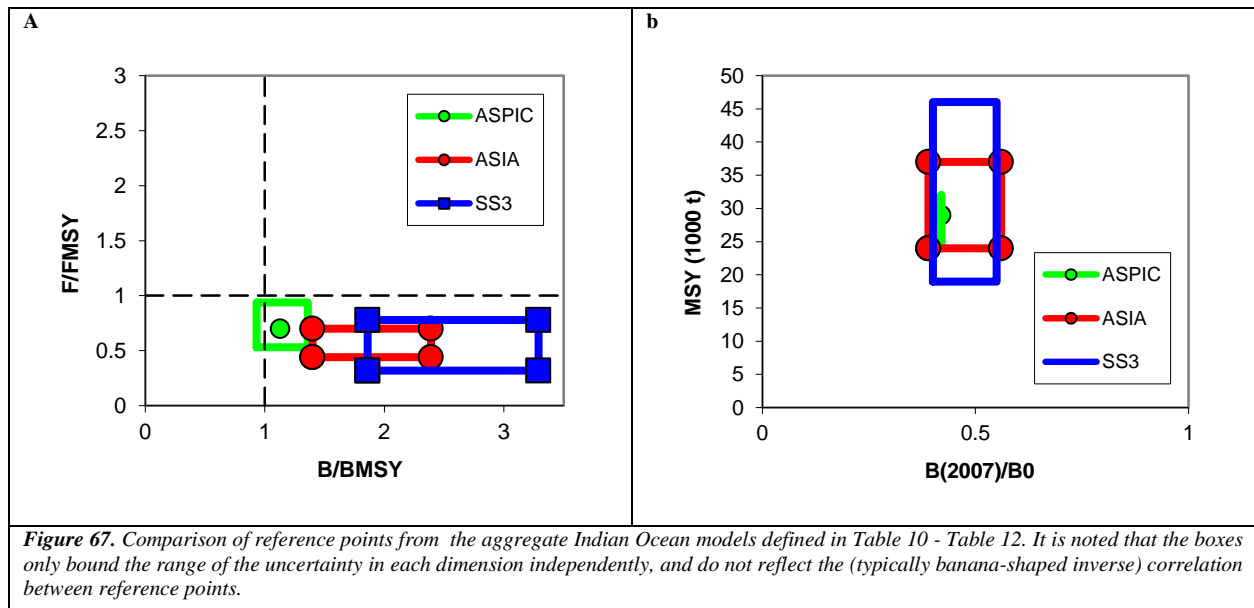 A
3
2.5
2
1.5
1
0.5
0
F/FMSY
0
1
2
3
B/BMSY
ASPIC
ASIA
SS3
b
50
45
40
35
30
25
20
15
10
5
0
MSY (1000 t)
0
0.5
1
B(2007)/B0
ASPIC
ASIA
SS3
Figure 67. Comparison of reference points from the aggregate Indian Ocean models defined in Table 10 - Table 12. It is noted that the boxes
only bound the range of the uncertainty in each dimension independently, and do not reflect the (typically banana-shaped inverse) correlation
between reference points.